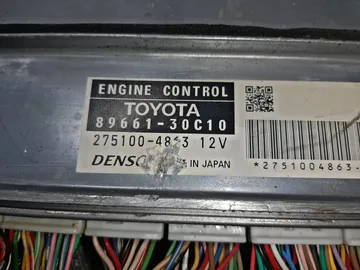 ENGINE CONTROL
TOYOTA
89661-30C10
275100-4863 12V
DENSO IN JAPAN
*2751004863-